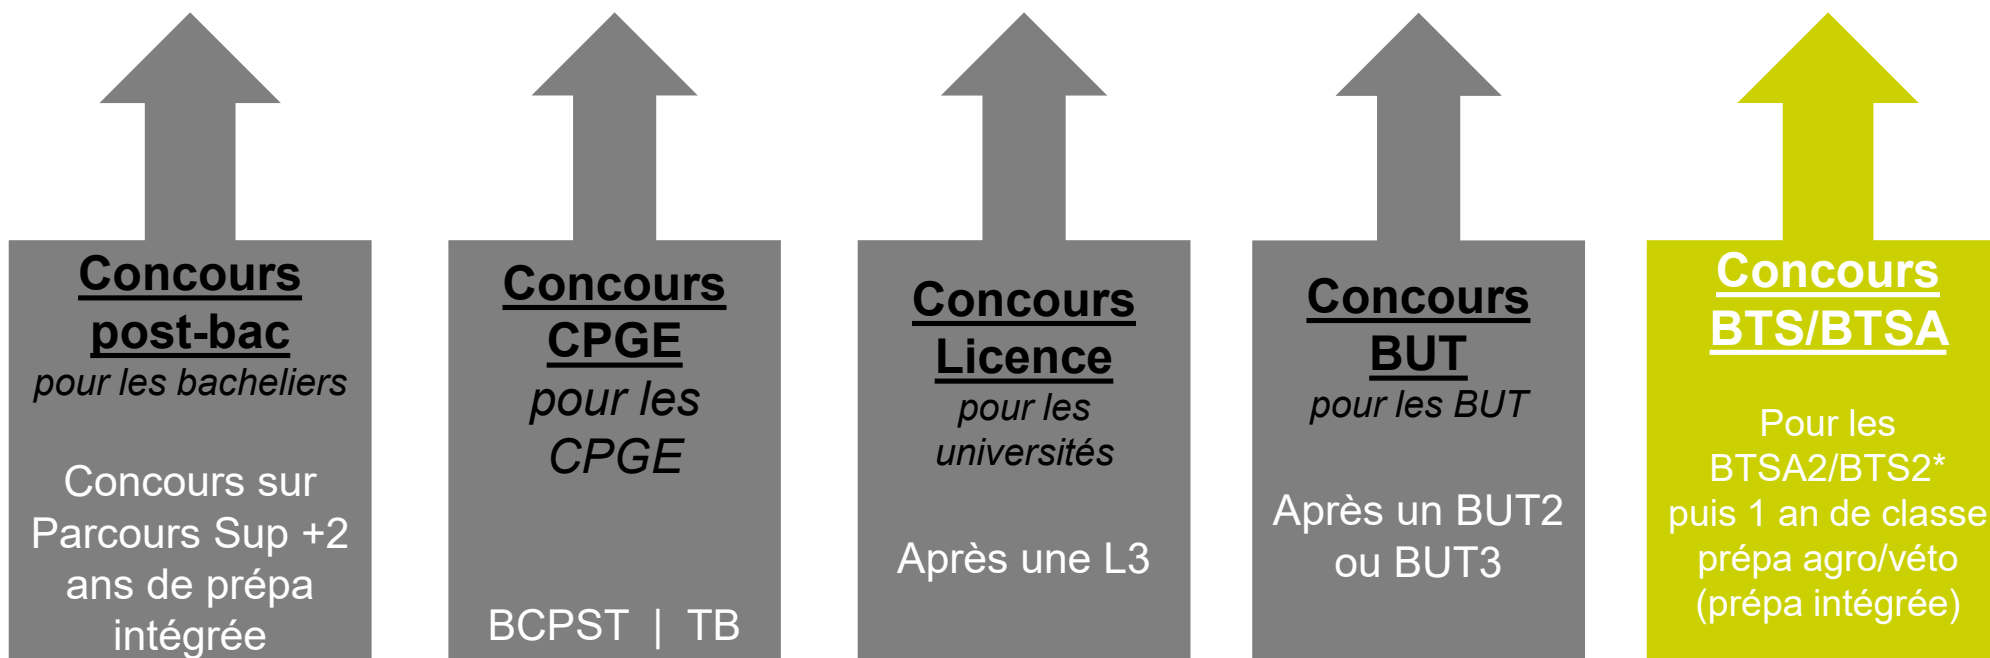 Concours
post-bac
pour les bacheliers
Concours sur
Parcours Sup +2
ans de prépa
intégrée
Concours
CPGE
pour les
CPGE
BCPST | TB
Concours
Licence
pour les
universités
Après une L3
Concours
BUT
pour les BUT
Après un BUT2
ou BUT3
Concours
BTS/BTSA
Pour les
BTSA2/BTS2*
puis 1 an de classe
prépa agro/véto
(prépa intégrée)